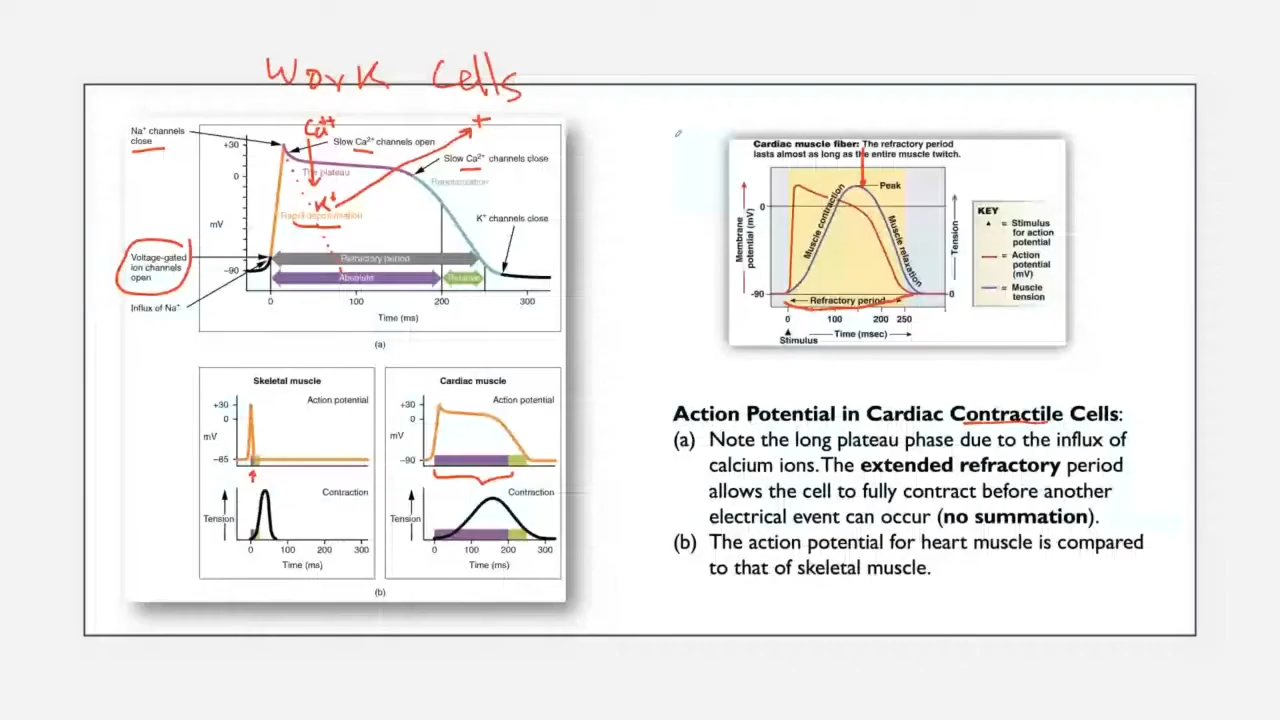 Work Cells
Na⁺ channels
close
+30
0
mV
-90
Ca⁺⁺
Slow Ca²⁺ channels open
The plateau
K⁺
+
Slow Ca²⁺ channels close
Repolarization
Rapid depolarization
K⁺ channels close
Voltage-gated
ion channels
open
Influx of Na⁺
Refractory period
Absolute
Relative
0 100 200 300
Time (ms)
(a)
Skeletal muscle
Action potential
+30
0
mV
-85
Contraction
Tension
0 100 200 300
Time (ms)
Cardiac muscle
Action potential
+30
0
mV
-90
Contraction
Tension
0 100 200 300
Time (ms)
(b)
Cardiac muscle fiber: The refractory period
lasts almost as long as the entire muscle twitch.
Membrane
potential (mV)
0
-90
Muscle contraction
Peak
Muscle relaxation
Tension
0
Refractory period
0 100 200 250
Time (msec)
Stimulus
KEY
= Stimulus
for action
potential
= Action
potential
(mV)
= Muscle
tension
Action Potential in Cardiac Contractile Cells:
(a) Note the long plateau phase due to the influx of
calcium ions. The extended refractory period
allows the cell to fully contract before another
electrical event can occur (no summation).
(b) The action potential for heart muscle is compared
to that of skeletal muscle.